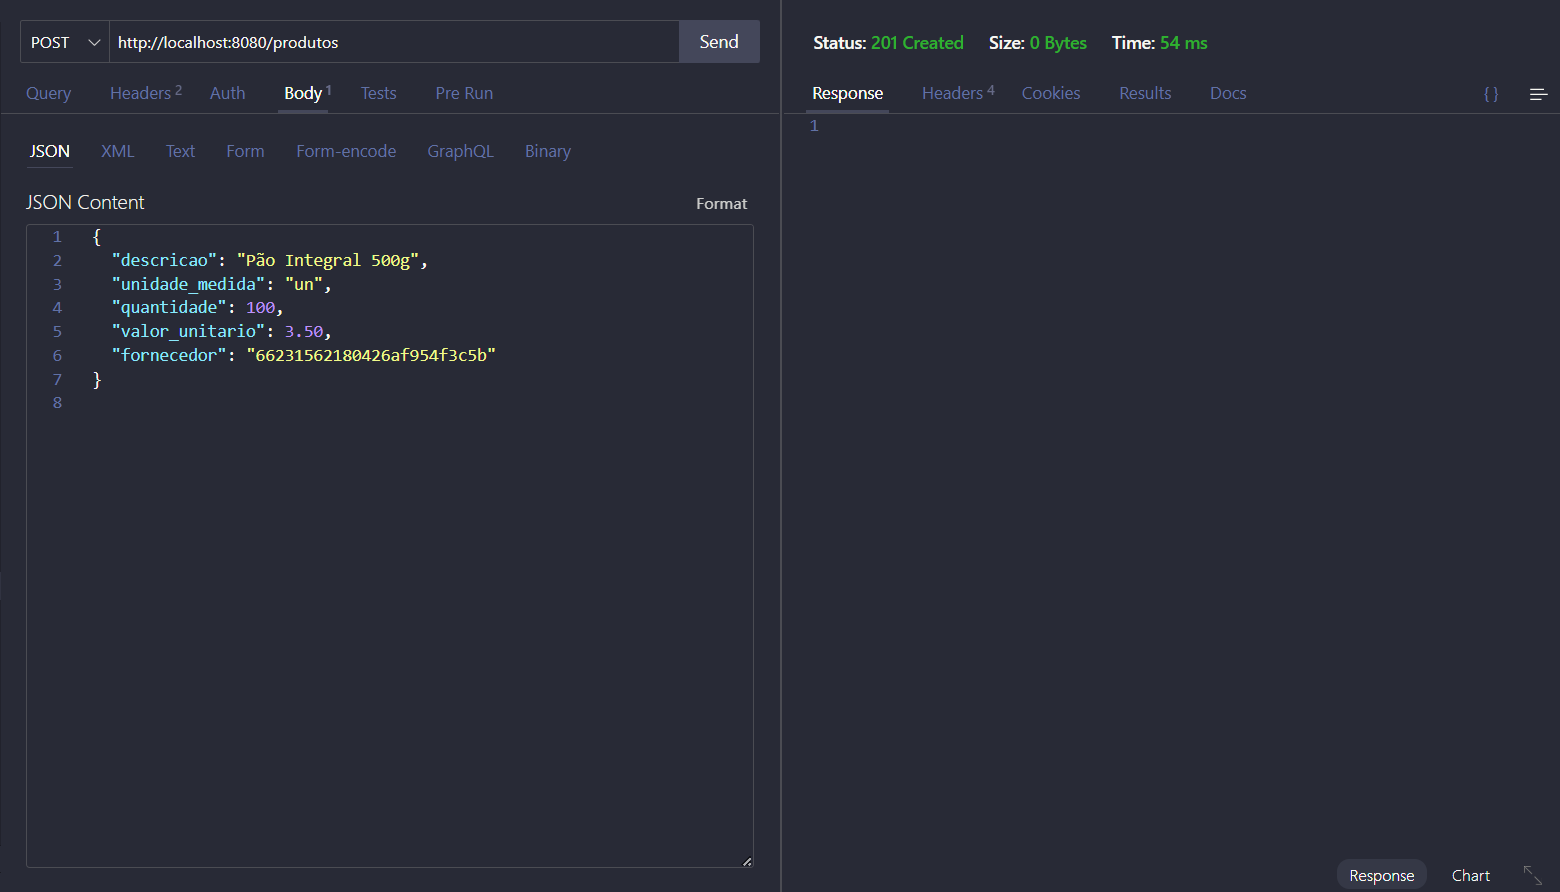 POST http://localhost:8080/produtos Send
Query Headers 2 Auth Body 1 Tests Pre Run
JSON XML Text Form Form-encode GraphQL Binary
JSON Content Format
1 {
2 "descricao": "Pão Integral 500g",
3 "unidade_medida": "un",
4 "quantidade": 100,
5 "valor_unitario": 3.50,
6 "fornecedor": "66231562180426af954f3c5b"
7 }
8
Status: 201 Created Size: 0 Bytes Time: 54 ms
Response Headers 4 Cookies Results Docs { }
1
Response Chart